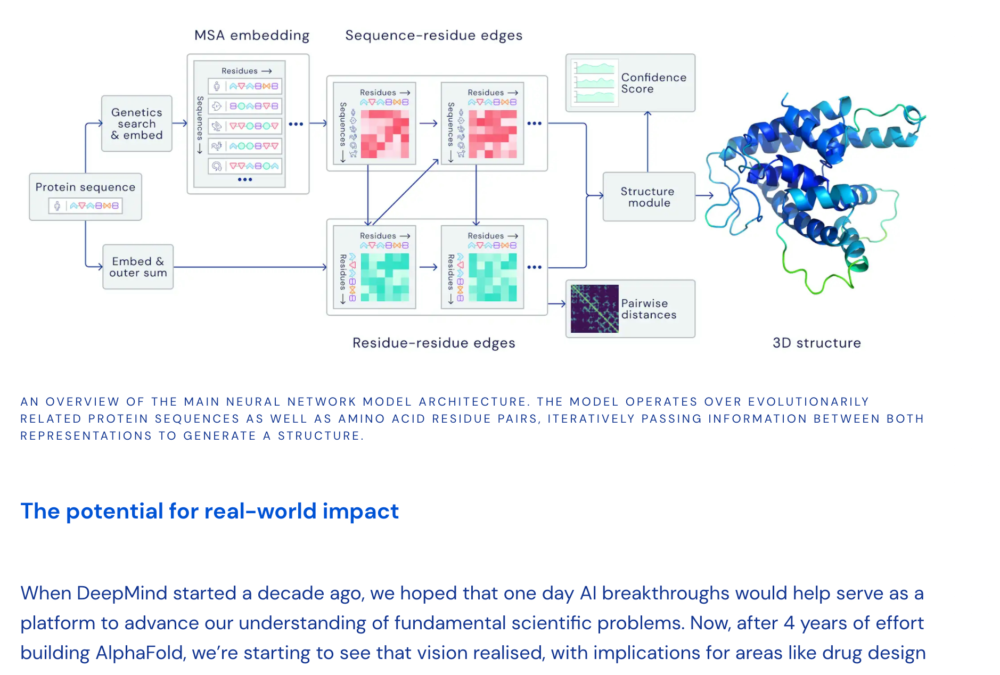 MSA embedding
Sequence-residue edges
Residues →
Sequences →
Genetics
search
& embed
Protein sequence
Embed &
outer sum
Residues →
Sequences →
Residues →
Sequences →
Residues →
Residues →
Residues →
Residues →
Residue-residue edges
Confidence
Score
Structure
module
Pairwise
distances
3D structure
AN OVERVIEW OF THE MAIN NEURAL NETWORK MODEL ARCHITECTURE. THE MODEL OPERATES OVER EVOLUTIONARILY
RELATED PROTEIN SEQUENCES AS WELL AS AMINO ACID RESIDUE PAIRS, ITERATIVELY PASSING INFORMATION BETWEEN BOTH
REPRESENTATIONS TO GENERATE A STRUCTURE.
The potential for real-world impact
When DeepMind started a decade ago, we hoped that one day AI breakthroughs would help serve as a
platform to advance our understanding of fundamental scientific problems. Now, after 4 years of effort
building AlphaFold, we’re starting to see that vision realised, with implications for areas like drug design